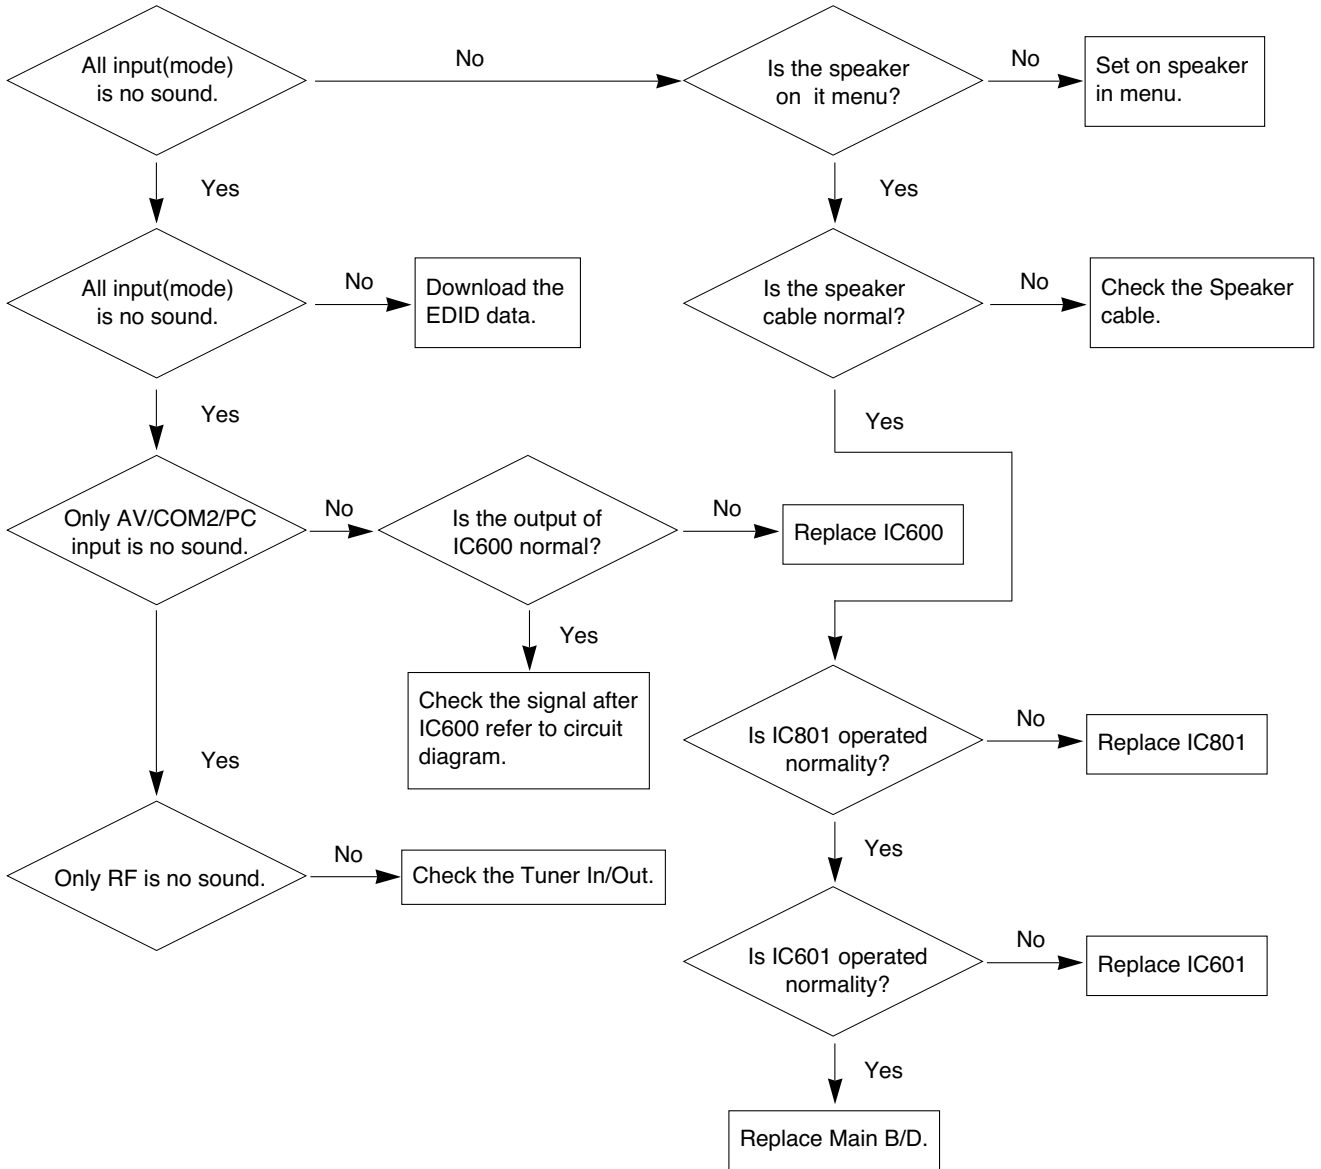 All input(mode)
is no sound.
No
Is the speaker
on it menu?
No
Set on speaker
in menu.
Yes
Yes
All input(mode)
is no sound.
No
Download the
EDID data.
Is the speaker
cable normal?
No
Check the Speaker
cable.
Yes
Yes
Only AV/COM2/PC
input is no sound.
No
Is the output of
IC600 normal?
No
Replace IC600
Yes
Check the signal after
IC600 refer to circuit
diagram.
Yes
Is IC801 operated
normality?
No
Replace IC801
Yes
Only RF is no sound.
No
Check the Tuner In/Out.
Is IC601 operated
normality?
No
Replace IC601
Yes
Replace Main B/D.